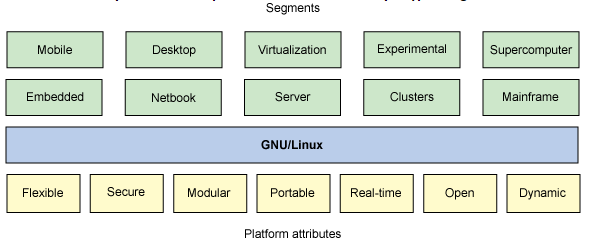 Segments
Mobile Desktop Virtualization Experimental Supercomputer
Embedded Netbook Server Clusters Mainframe
GNU/Linux
Flexible Secure Modular Portable Real-time Open Dynamic
Platform attributes